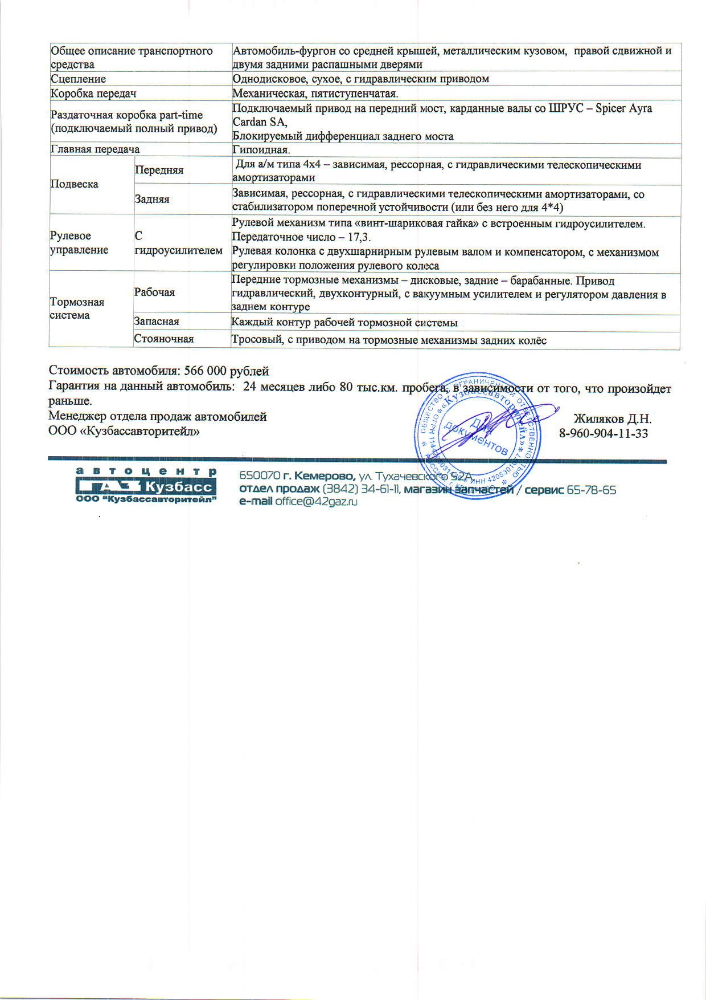 Общее описание транспортного
средства
Автомобиль-фургон со средней крышей, металлическим кузовом, правой сдвижной и
двумя задними распашными дверями
Сцепление
Однодисковое, сухое, с гидравлическим приводом
Коробка передач
Механическая, пятиступенчатая.
Раздаточная коробка part-time
(подключаемый полный привод)
Подключаемый привод на передний мост, карданные валы со ШРУС – Spicer Ayra
Cardan SA,
Блокируемый дифференциал заднего моста
Главная передача
Гипоидная.
Подвеска
Передняя
Для а/м типа 4х4 – зависимая, рессорная, с гидравлическими телескопическими
амортизаторами
Задняя
Зависимая, рессорная, с гидравлическими телескопическими амортизаторами, со
стабилизатором поперечной устойчивости (или без него для 4*4)
Рулевое
управление
С
гидроусилителем
Рулевой механизм типа «винт-шариковая гайка» с встроенным гидроусилителем.
Передаточное число – 17,3.
Рулевая колонка с двухшарнирным рулевым валом и компенсатором, с механизмом
регулировки положения рулевого колеса
Тормозная
система
Рабочая
Передние тормозные механизмы – дисковые, задние – барабанные. Привод
гидравлический, двухконтурный, с вакуумным усилителем и регулятором давления в
заднем контуре
Запасная
Каждый контур рабочей тормозной системы
Стояночная
Тросовый, с приводом на тормозные механизмы задних колёс
Стоимость автомобиля: 566 000 рублей
Гарантия на данный автомобиль: 24 месяцев либо 80 тыс.км. пробега, в зависимости от того, что произойдет
раньше.
Менеджер отдела продаж автомобилей
Жиляков Д.Н.
ООО «Кузбассавторитейл»
8-960-904-11-33
ОБЩЕСТВО С ОГРАНИЧЕННОЙ ОТВЕТСТВЕННОСТЬЮ
«Кузбассавторитейл»
Для
документов
ИНН 4205301077
автоцентр
ГАЗ Кузбасс
ООО “Кузбассавторитейл”
650070 г. Кемерово, ул. Тухачевского 52А,
отдел продаж (3842) 34-61-11, магазин запчастей / сервис 65-78-65
e-mail office@42gaz.ru